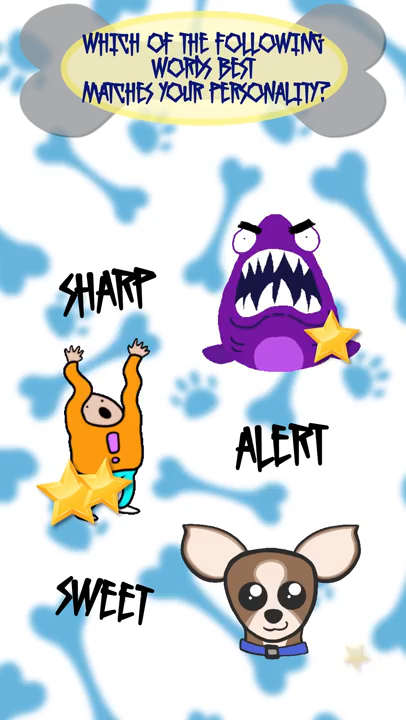 WHICH OF THE FOLLOWING
WORDS BEST
MATCHES YOUR PERSONALITY?
SHARP
!
ALERT
SWEET